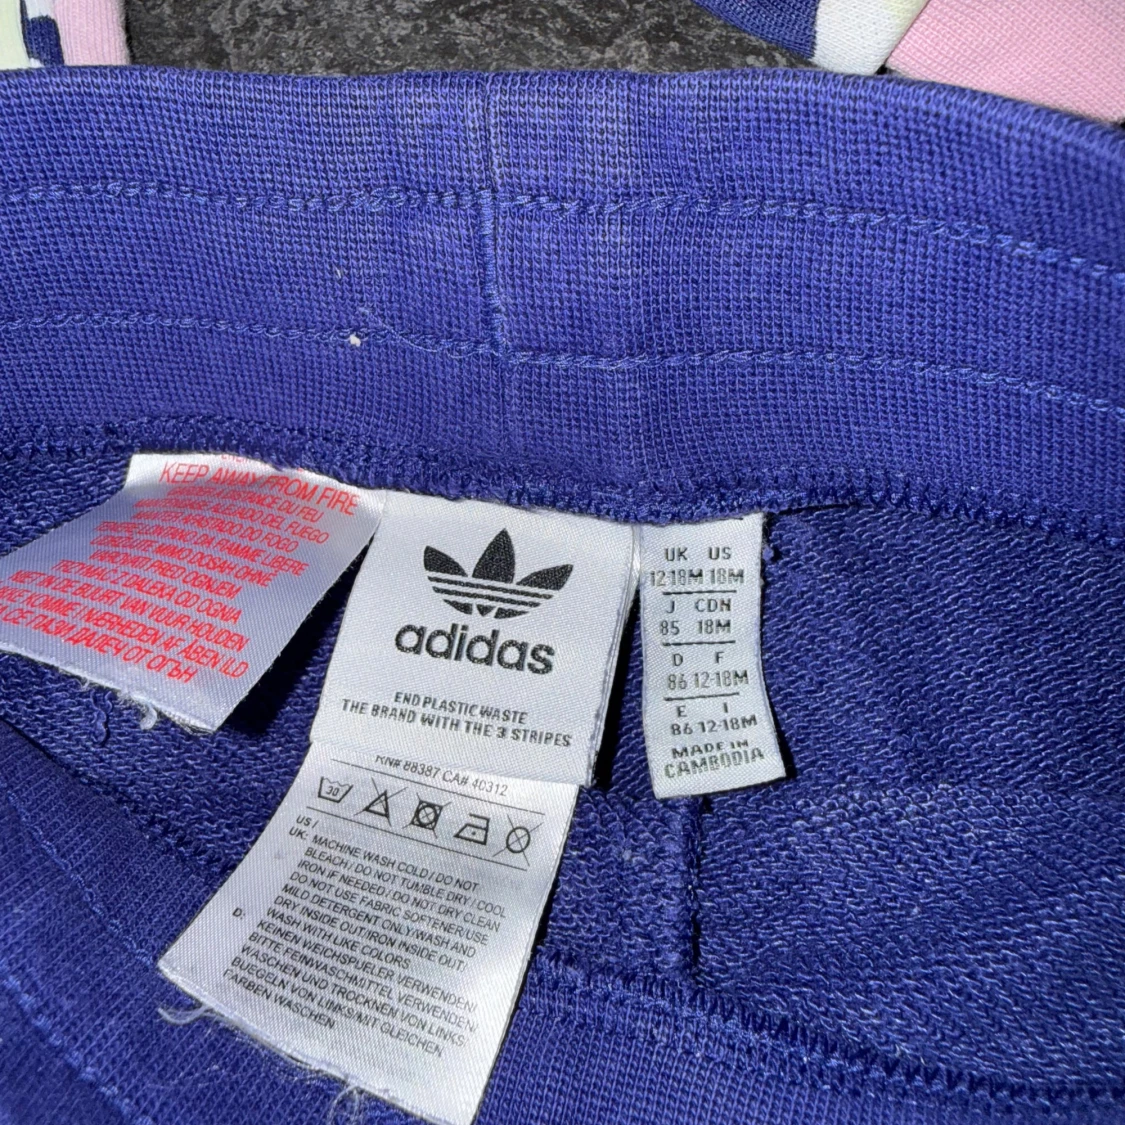 KEEP AWAY FROM FIRE
adidas
END PLASTIC WASTE
THE BRAND WITH THE 3 STRIPES
RN# 88387 CA# 40312
30
US /
UK: MACHINE WASH COLD / DO NOT
BLEACH / DO NOT TUMBLE DRY / COOL
IRON IF NEEDED / DO NOT DRY CLEAN
DO NOT USE FABRIC SOFTENER/USE
MILD DETERGENT ONLY/WASH AND
DRY INSIDE OUT/IRON INSIDE OUT/
WASH WITH LIKE COLORS
D: KEINEN WEICHSPUELER VERWENDEN/
BITTE FEINWASCHMITTEL VERWENDEN/
WASCHEN UND TROCKNEN VON LINKS/
BUEGELN VON LINKS/MIT GLEICHEN
FARBEN WASCHEN
UK US
12-18M 18M
J CDN
85 18M
D F
86 12-18M
E I
86 12-18M
MADE IN
CAMBODIA